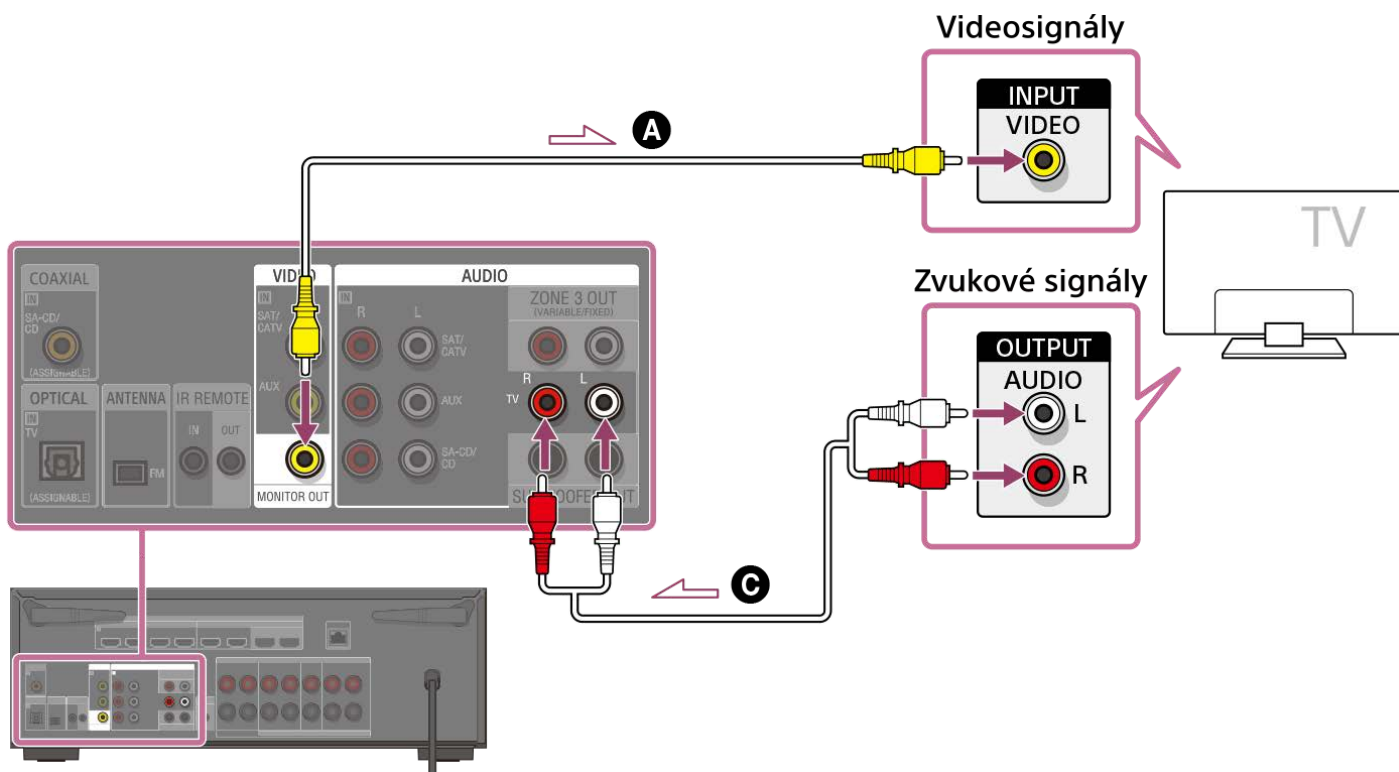 Videosignály
INPUT
VIDEO
A
TV
COAXIAL
IN
SA-CD/
CD
(ASSIGNABLE)
OPTICAL
IN
TV
(ASSIGNABLE)
ANTENNA
FM
IR REMOTE
IN
OUT
VIDEO
IN
SAT/
CATV
AUX
MONITOR OUT
AUDIO
IN
R
L
SAT/
CATV
AUX
SA-CD/
CD
ZONE 3 OUT
(VARIABLE/FIXED)
R
L
TV
Zvukové signály
OUTPUT
AUDIO
L
R
C